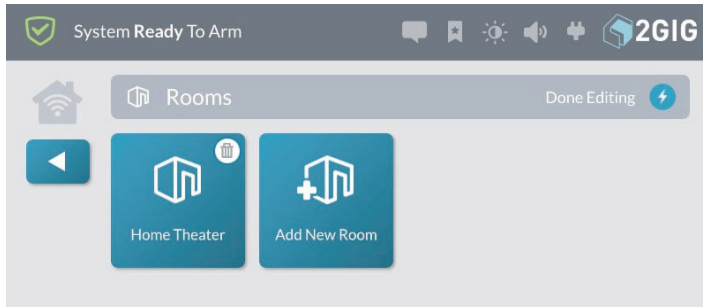 System Ready To Arm
2GIG
Rooms
Done Editing
Home Theater
Add New Room